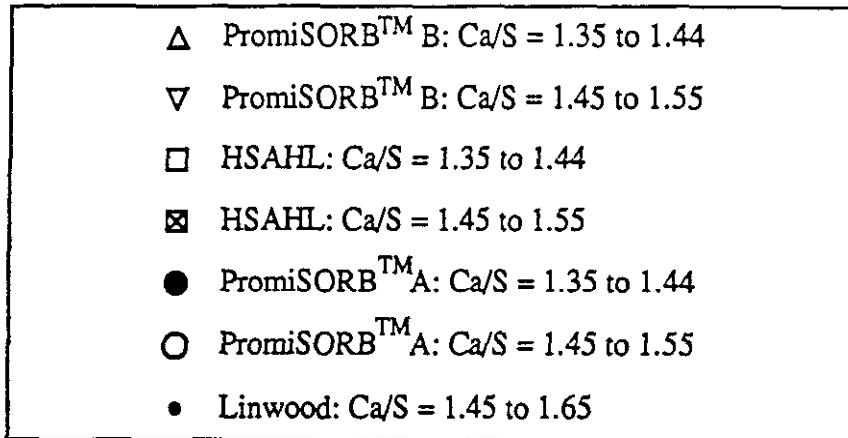 △ PromiSORB™ B: Ca/S = 1.35 to 1.44
▽ PromiSORB™ B: Ca/S = 1.45 to 1.55
□ HSAHL: Ca/S = 1.35 to 1.44
⊠ HSAHL: Ca/S = 1.45 to 1.55
● PromiSORB™A: Ca/S = 1.35 to 1.44
○ PromiSORB™A: Ca/S = 1.45 to 1.55
• Linwood: Ca/S = 1.45 to 1.65